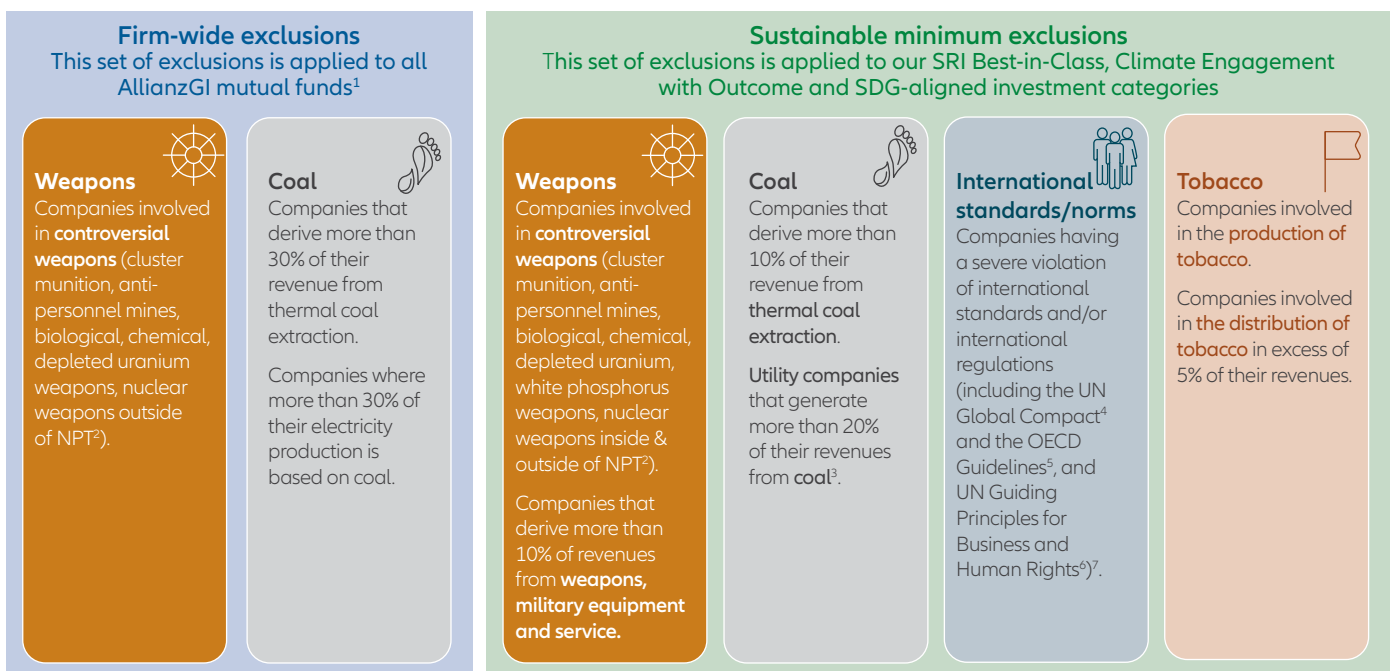 Firm-wide exclusions
This set of exclusions is applied to all
AllianzGI mutual funds¹
Weapons
Companies involved
in controversial
weapons (cluster
munition, anti-
personnel mines,
biological, chemical,
depleted uranium
weapons, nuclear
weapons outside
of NPT²).
Coal
Companies that
derive more than
30% of their
revenue from
thermal coal
extraction.
Companies where
more than 30% of
their electricity
production is
based on coal.
Sustainable minimum exclusions
This set of exclusions is applied to our SRI Best-in-Class, Climate Engagement
with Outcome and SDG-aligned investment categories
Weapons
Companies involved
in controversial
weapons (cluster
munition, anti-
personnel mines,
biological, chemical,
depleted uranium,
white phosphorus
weapons, nuclear
weapons inside &
outside of NPT²).
Companies that
derive more than
10% of revenues
from weapons,
military equipment
and service.
Coal
Companies that
derive more than
10% of their
revenue from
thermal coal
extraction.
Utility companies
that generate
more than 20%
of their revenues
from coal³.
International
standards/norms
Companies having
a severe violation
of international
standards and/or
international
regulations
(including the UN
Global Compact⁴
and the OECD
Guidelines⁵, and
UN Guiding
Principles for
Business and
Human Rights⁶)⁷.
Tobacco
Companies involved
in the production of
tobacco.
Companies involved
in the distribution of
tobacco in excess of
5% of their revenues.